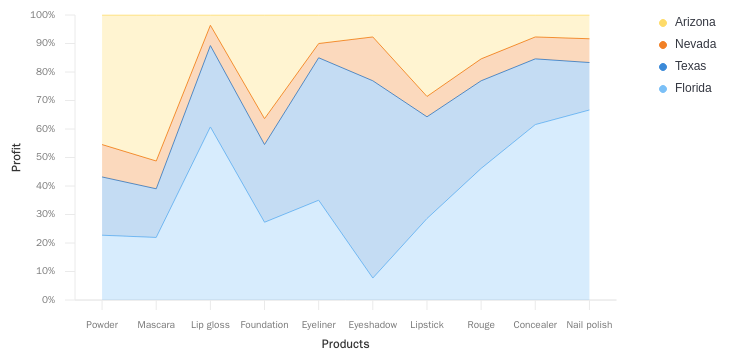 100%
90%
80%
70%
60%
50%
40%
30%
20%
10%
0%
Profit
Powder Mascara Lip gloss Foundation Eyeliner Eyeshadow Lipstick Rouge Concealer Nail polish
Products
Arizona
Nevada
Texas
Florida